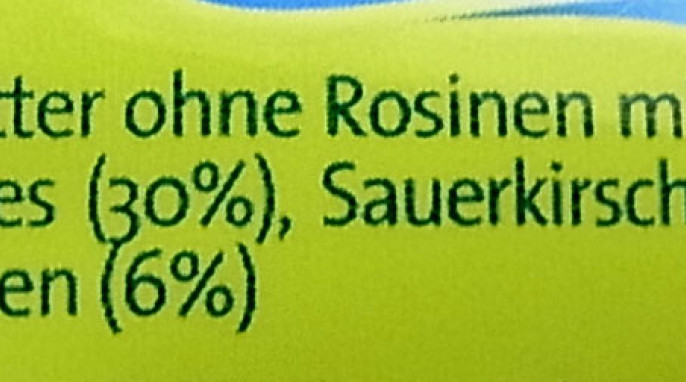 tter ohne Rosinen m
es (30%), Sauerkirsch
en (6%)